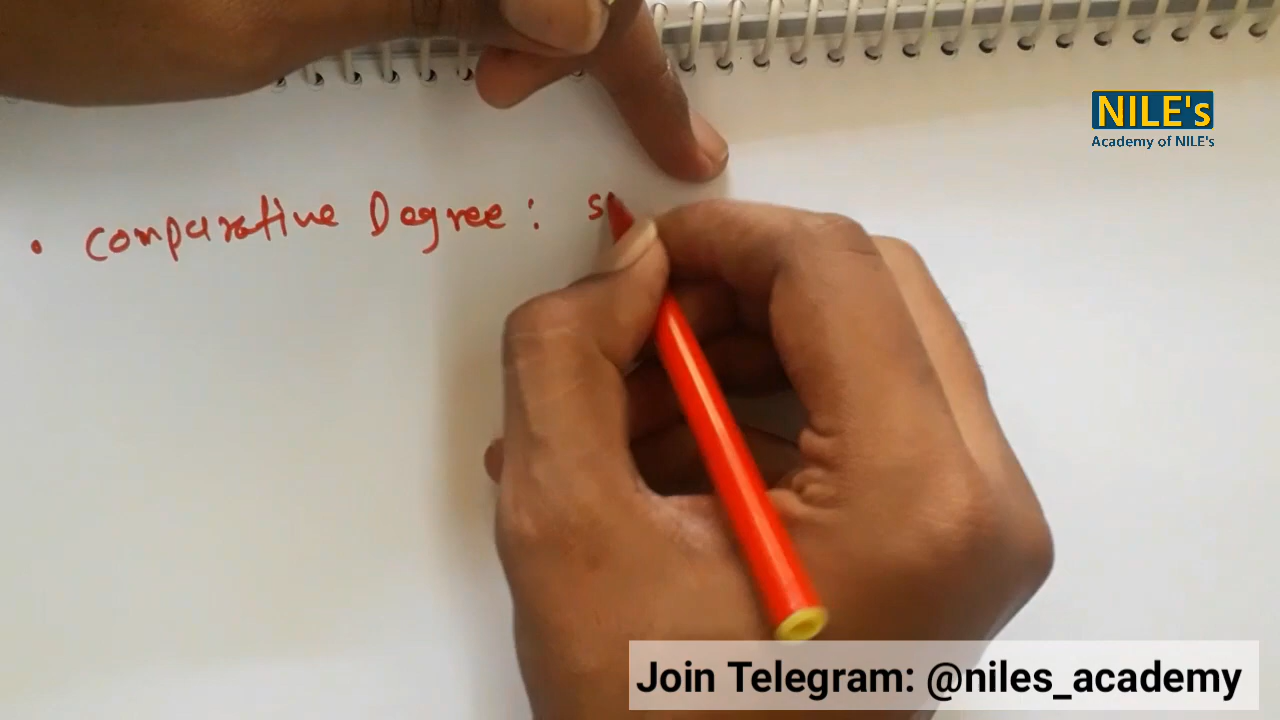 NILE's
Academy of NILE's
• Comparative Degree : s
Join Telegram: @niles_academy